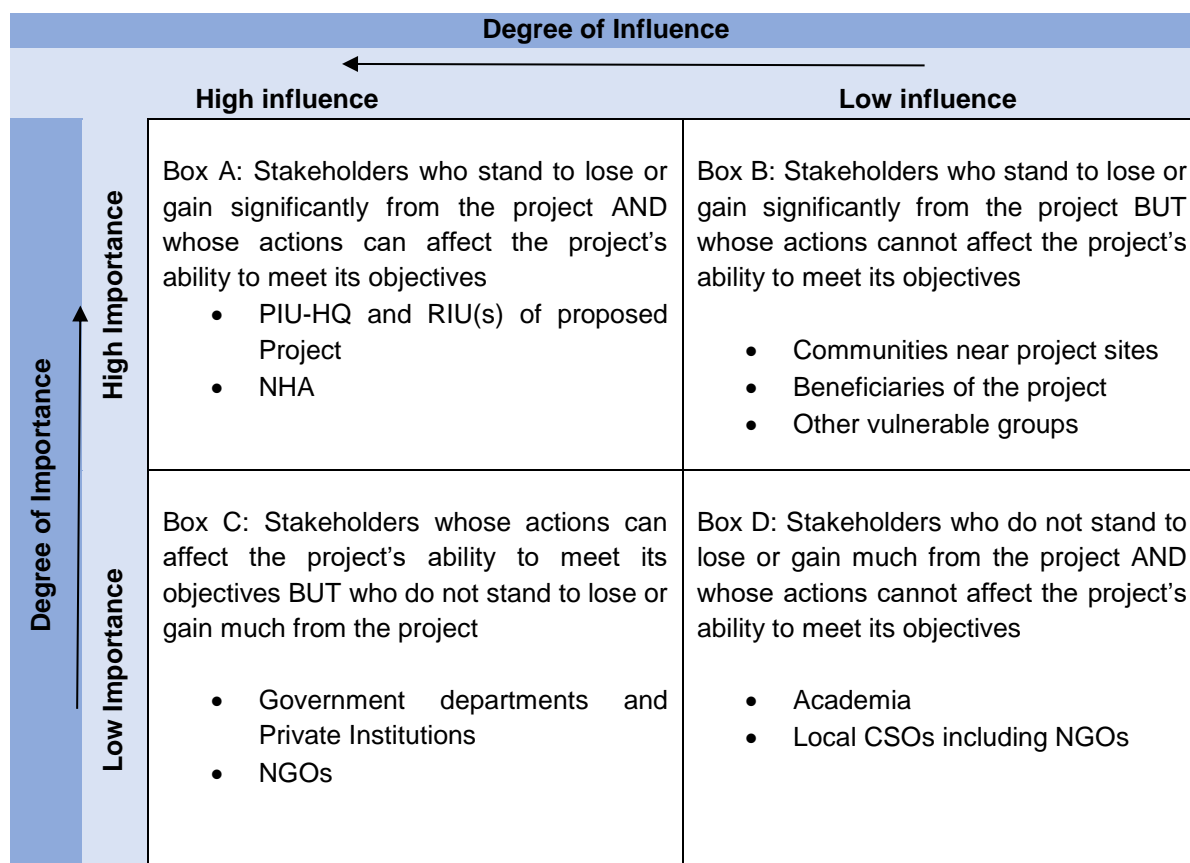 Degree of Influence
High influence
Low influence
Degree of Importance
High Importance
Box A: Stakeholders who stand to lose or
gain significantly from the project AND
whose actions can affect the project’s
ability to meet its objectives
• PIU-HQ and RIU(s) of proposed
Project
• NHA
Box B: Stakeholders who stand to lose or
gain significantly from the project BUT
whose actions cannot affect the project’s
ability to meet its objectives
• Communities near project sites
• Beneficiaries of the project
• Other vulnerable groups
Low Importance
Box C: Stakeholders whose actions can
affect the project’s ability to meet its
objectives BUT who do not stand to lose or
gain much from the project
• Government departments and
Private Institutions
• NGOs
Box D: Stakeholders who do not stand to
lose or gain much from the project AND
whose actions cannot affect the project’s
ability to meet its objectives
• Academia
• Local CSOs including NGOs